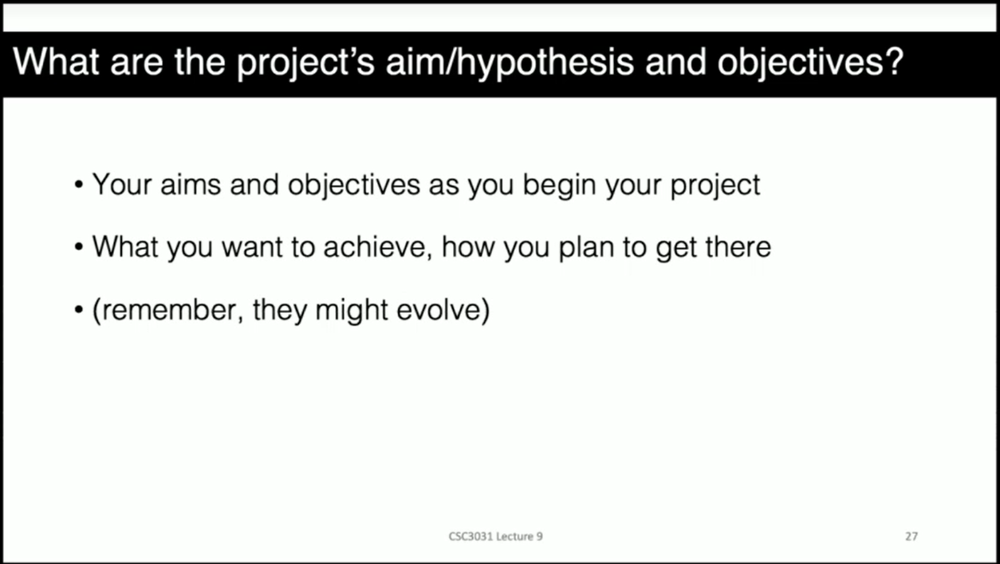 What are the project’s aim/hypothesis and objectives?
• Your aims and objectives as you begin your project
• What you want to achieve, how you plan to get there
• (remember, they might evolve)
CSC3031 Lecture 9
27